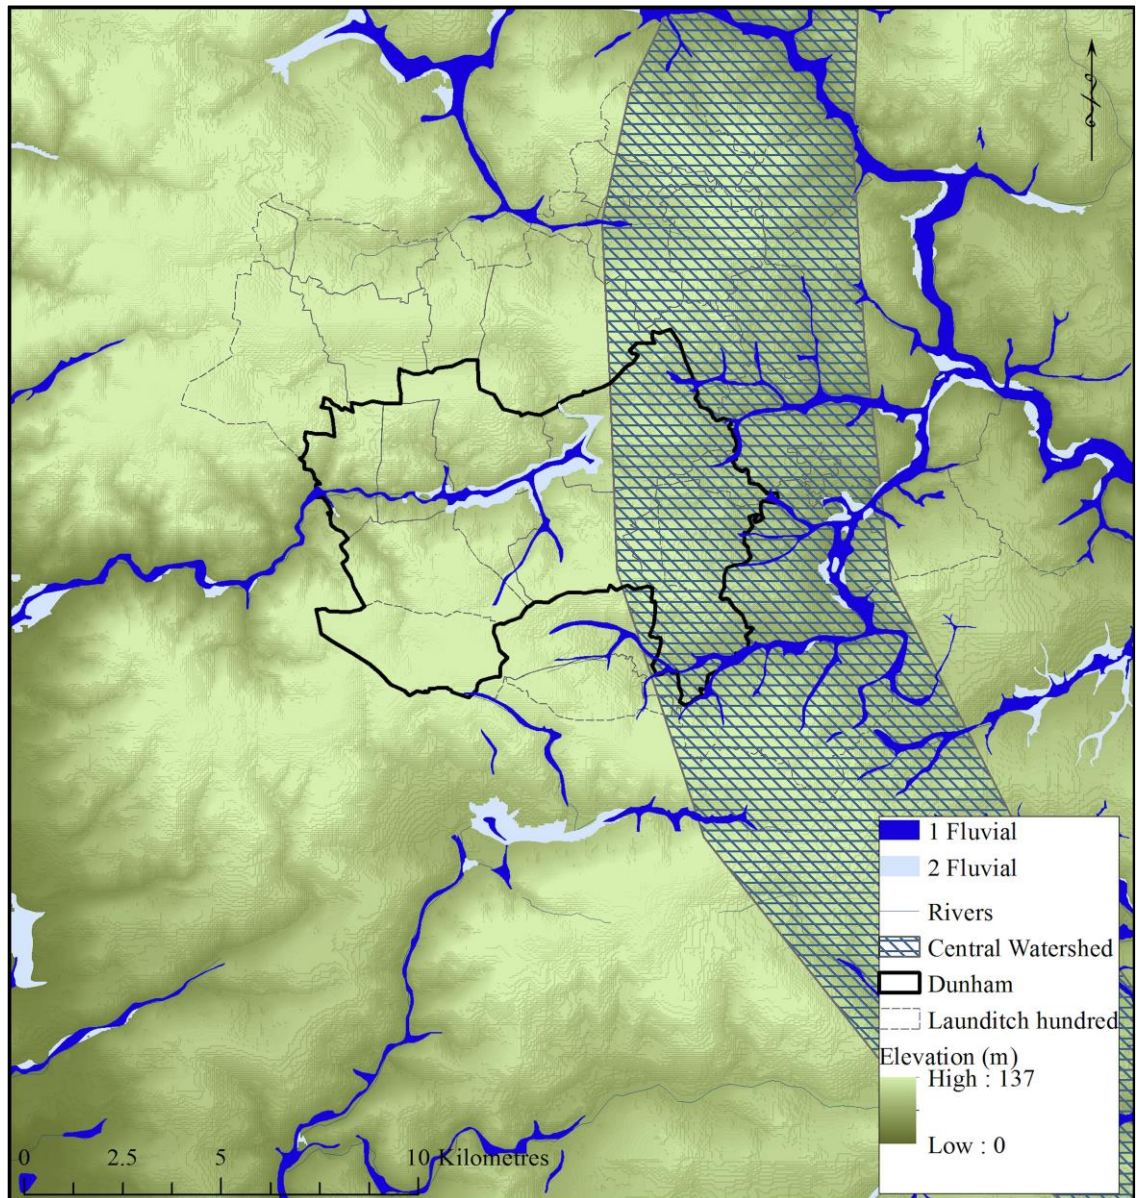 1 Fluvial
2 Fluvial
Rivers
Central Watershed
Dunham
Launditch hundred
Elevation (m)
High : 137
Low : 0
0 2.5 5 10 Kilometres